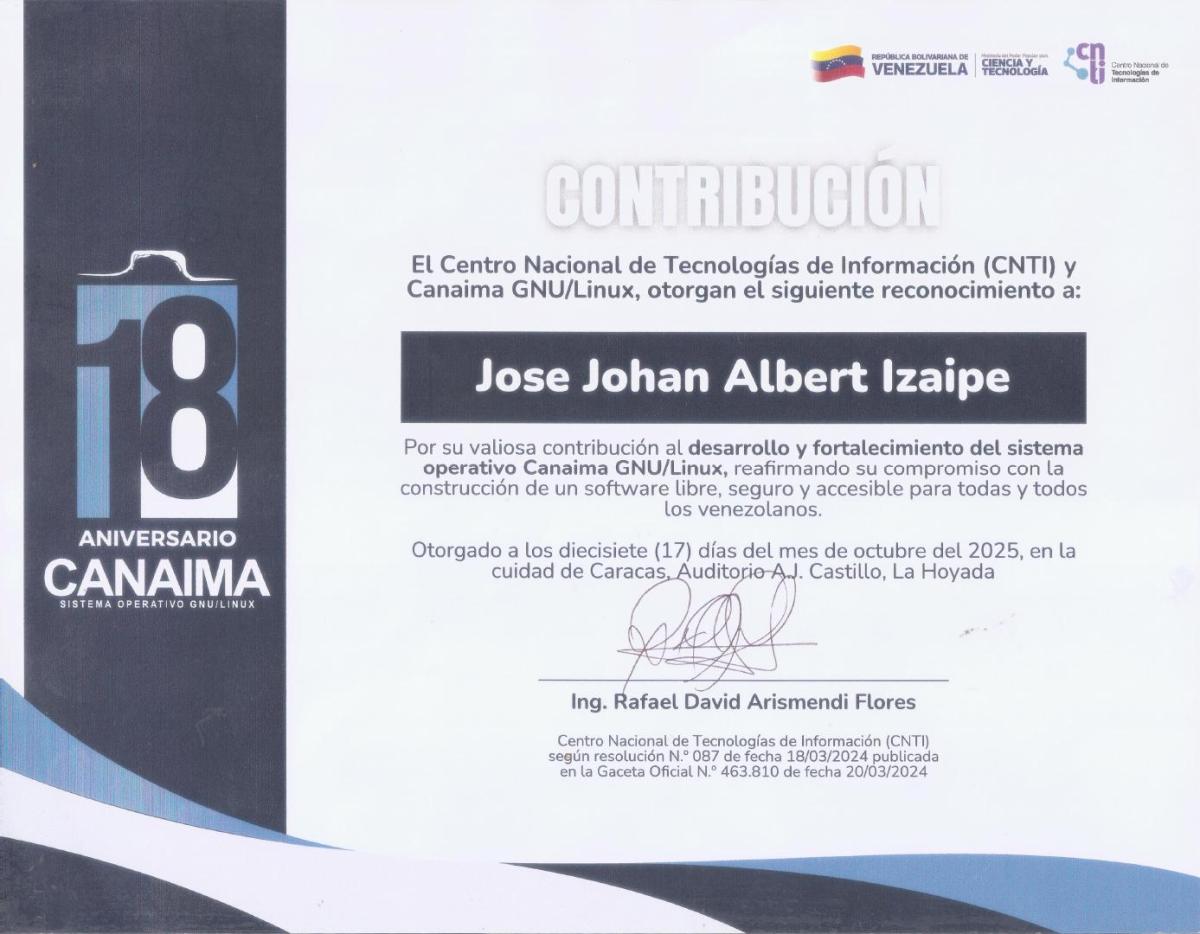 REPÚBLICA BOLIVARIANA DE
VENEZUELA
Ministerio del Poder Popular para
CIENCIA Y
TECNOLOGÍA
cnti
Centro Nacional de
Tecnologías de
Información
CONTRIBUCIÓN
El Centro Nacional de Tecnologías de Información (CNTI) y
Canaima GNU/Linux, otorgan el siguiente reconocimiento a:
Jose Johan Albert Izaipe
Por su valiosa contribución al desarrollo y fortalecimiento del sistema
operativo Canaima GNU/Linux, reafirmando su compromiso con la
construcción de un software libre, seguro y accesible para todas y todos
los venezolanos.
Otorgado a los diecisiete (17) días del mes de octubre del 2025, en la
cuidad de Caracas, Auditorio A.J. Castillo, La Hoyada
Ing. Rafael David Arismendi Flores
Centro Nacional de Tecnologías de Información (CNTI)
según resolución N.° 087 de fecha 18/03/2024 publicada
en la Gaceta Oficial N.° 463.810 de fecha 20/03/2024
18
ANIVERSARIO
CANAIMA
SISTEMA OPERATIVO GNU/LINUX